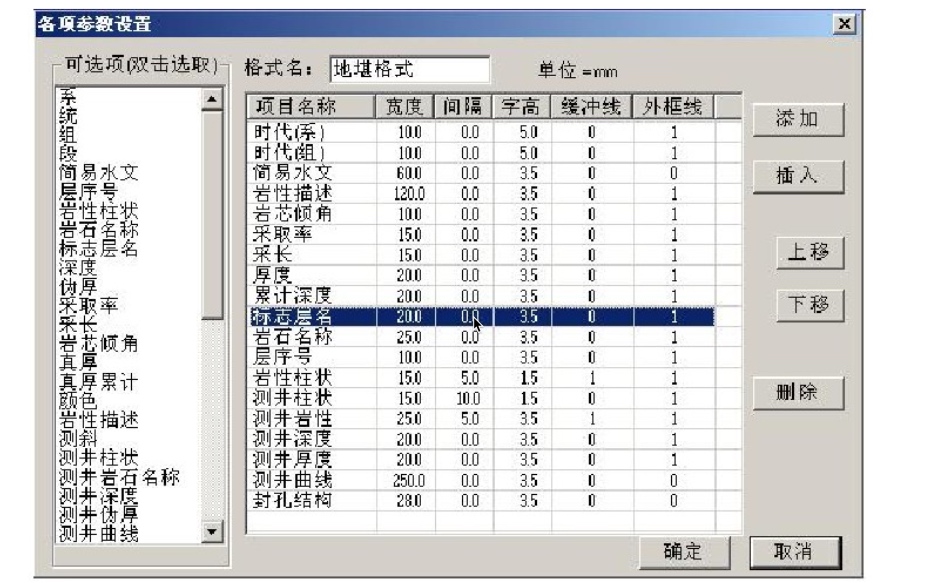 各项参数设置
可选项(双击选取)
系
统
组
段
简易水文
层序号
岩性柱状
岩石名称
标志层名
深度
伪厚
采取率
采长
岩芯倾角
真厚
真厚累计
颜色
岩性描述
测斜
测井柱状
测井岩石名称
测井深度
测井伪厚
测井曲线
格式名: 地堪格式 单位=mm
项目名称 宽度 间隔 字高 缓冲线 外框线
时代(系) 10.0 0.0 5.0 0 1
时代(组) 10.0 0.0 5.0 0 1
简易水文 60.0 0.0 3.5 0 0
岩性描述 120.0 0.0 3.5 0 1
岩芯倾角 10.0 0.0 3.5 0 1
采取率 15.0 0.0 3.5 0 1
采长 15.0 0.0 3.5 0 1
厚度 20.0 0.0 3.5 0 1
累计深度 20.0 0.0 3.5 0 1
标志层名 20.0 0.0 3.5 0 1
岩石名称 25.0 0.0 3.5 0 1
层序号 10.0 0.0 3.5 0 1
岩性柱状 15.0 5.0 1.5 1 1
测井柱状 15.0 10.0 1.5 0 1
测井岩性 25.0 5.0 3.5 1 1
测井深度 20.0 0.0 3.5 0 1
测井厚度 20.0 0.0 3.5 0 1
测井曲线 250.0 0.0 3.5 0 0
封孔结构 28.0 0.0 3.5 0 0
添加
插入
上移
下移
删除
确定
取消